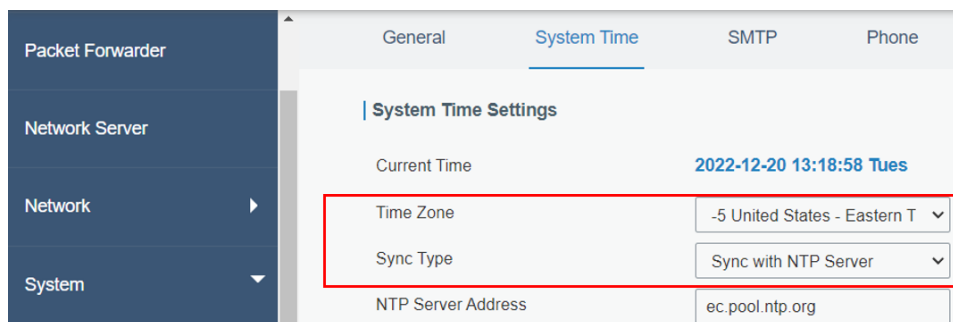 Packet Forwarder
Network Server
Network
System
General System Time SMTP Phone
System Time Settings
Current Time 2022-12-20 13:18:58 Tues
Time Zone -5 United States - Eastern T
Sync Type Sync with NTP Server
NTP Server Address ec.pool.ntp.org